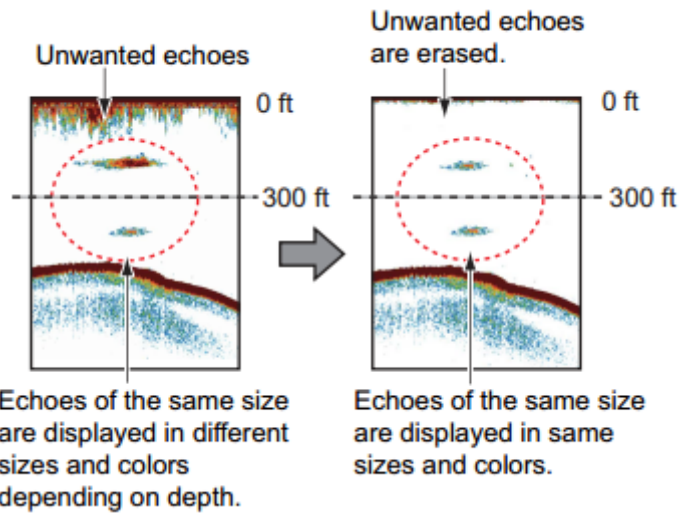 Unwanted echoes
0 ft
300 ft
Echoes of the same size
are displayed in different
sizes and colors
depending on depth.
Unwanted echoes
are erased.
0 ft
300 ft
Echoes of the same size
are displayed in same
sizes and colors.